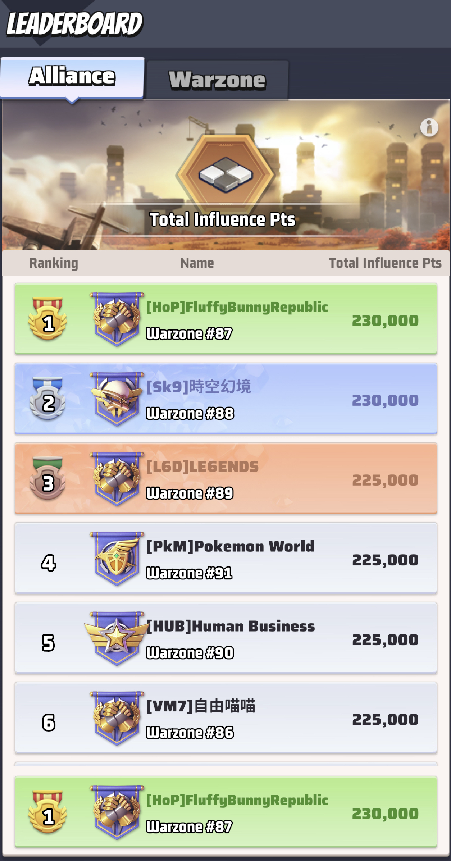 LEADERBOARD
Alliance Warzone
Total Influence Pts
Ranking Name Total Influence Pts
1 [HoP]FluffyBunnyRepublic 230,000
Warzone #87
2 [Sk9]時空幻境 230,000
Warzone #88
3 [L6D]LE6ENDS 225,000
Warzone #89
4 [PkM]Pokemon World 225,000
Warzone #91
5 [HUB]Human Business 225,000
Warzone #90
6 [VM7]自由喵喵 225,000
Warzone #86
1 [HoP]FluffyBunnyRepublic 230,000
Warzone #87